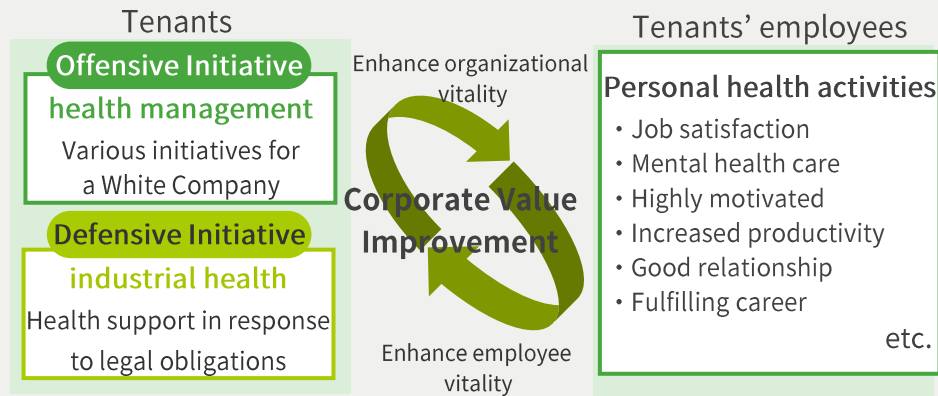 Tenants
Offensive Initiative
health management
Various initiatives for
a White Company
Defensive Initiative
industrial health
Health support in response
to legal obligations
Enhance organizational
vitality
Corporate Value
Improvement
Enhance employee
vitality
Tenants’ employees
Personal health activities
・Job satisfaction
・Mental health care
・Highly motivated
・Increased productivity
・Good relationship
・Fulfilling career
etc.